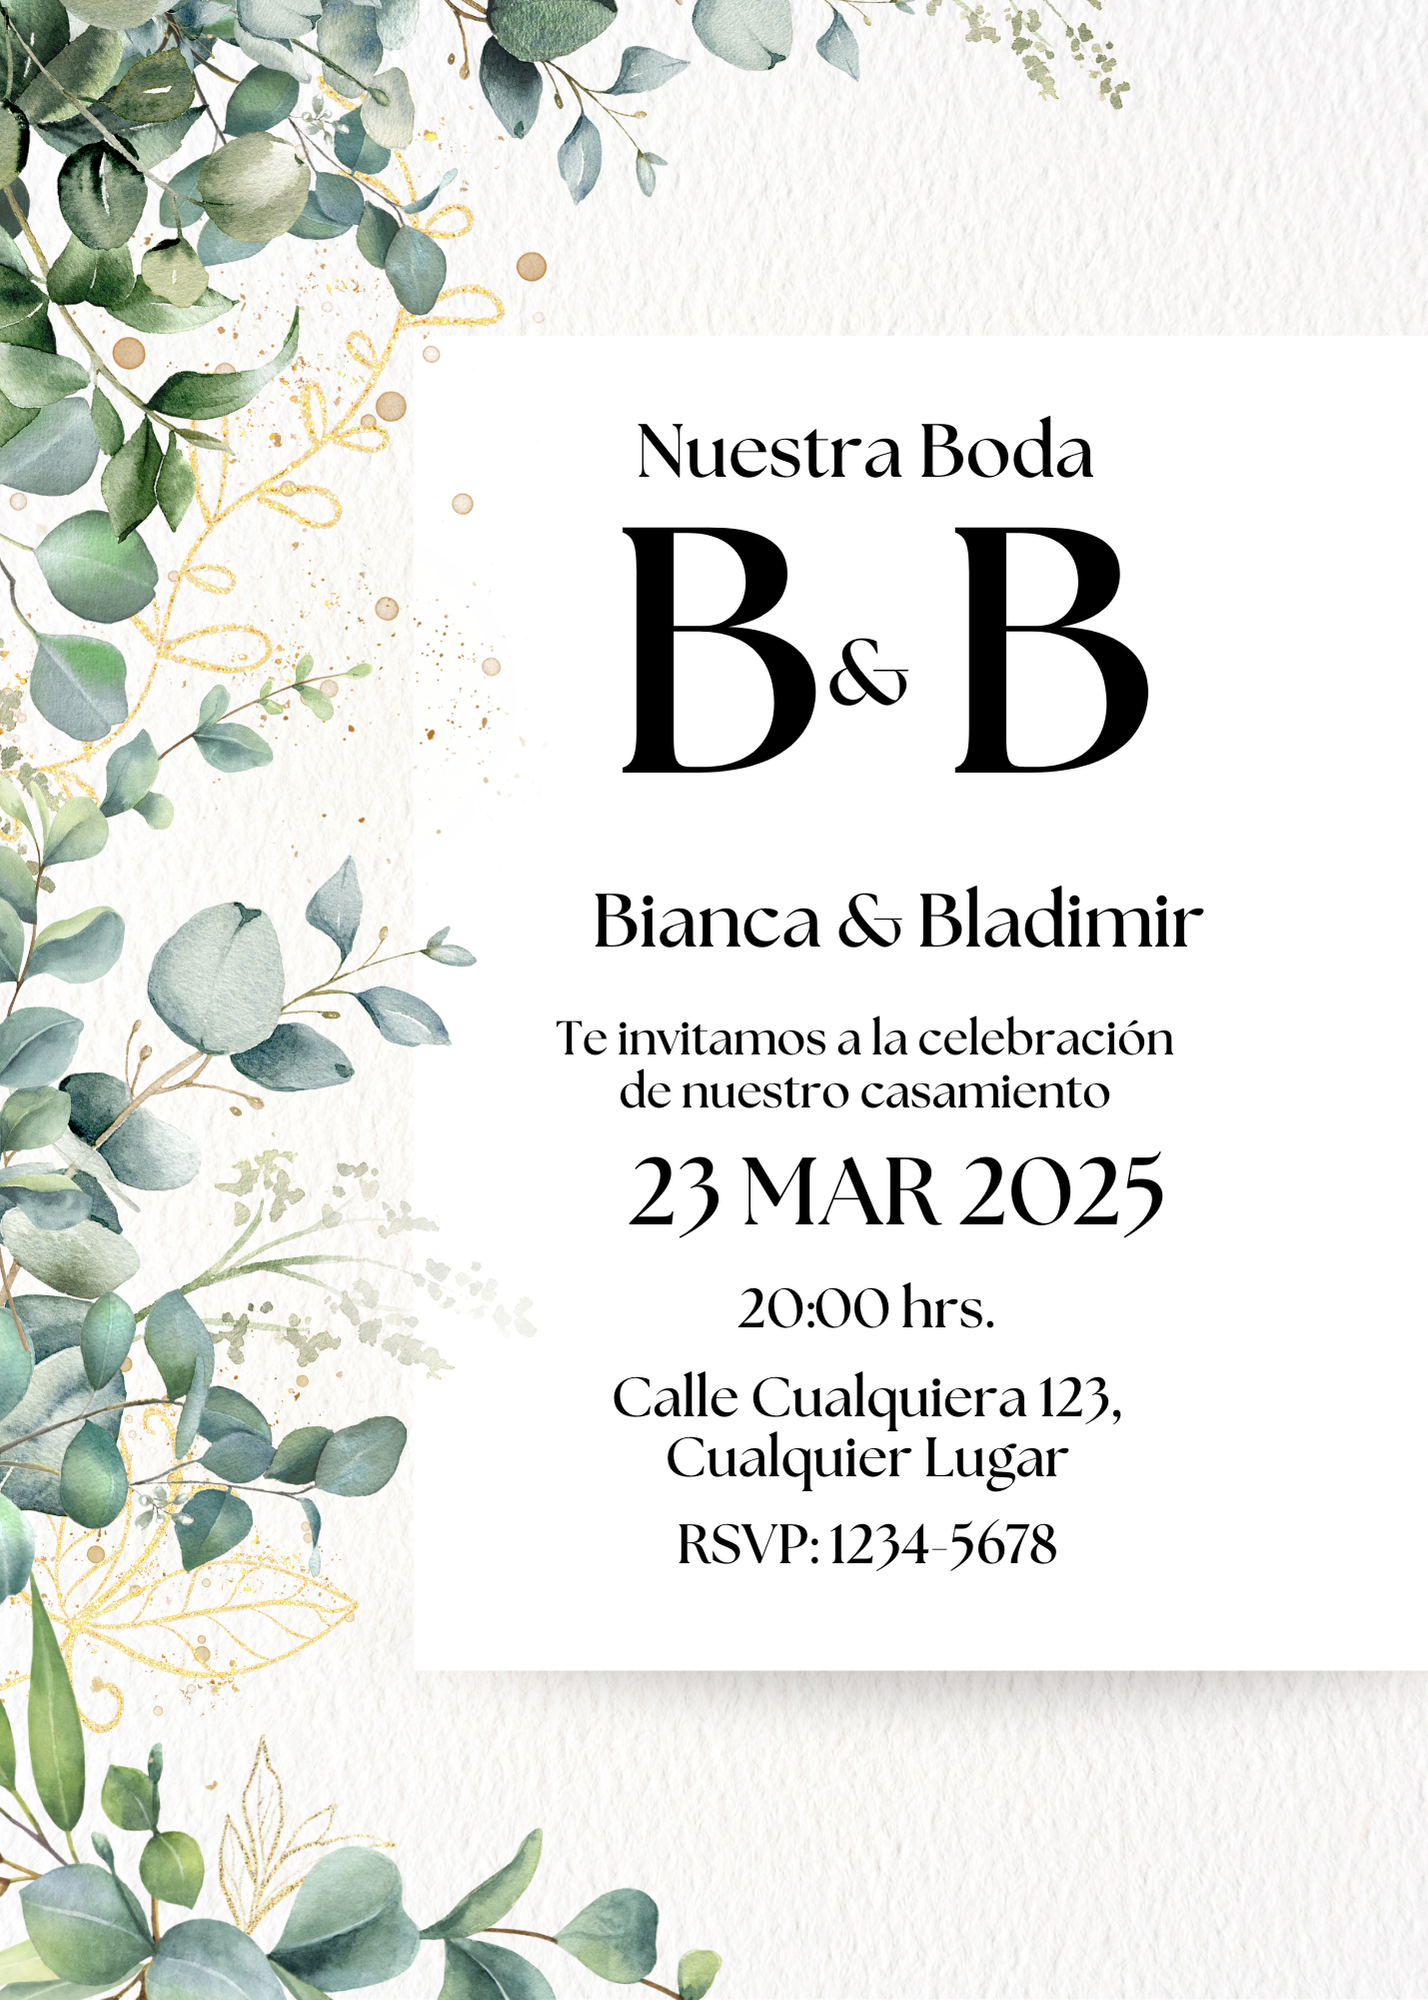 Nuestra Boda
B & B
Bianca & Bladimir
Te invitamos a la celebración
de nuestro casamiento
23 MAR 2025
20:00 hrs.
Calle Cualquiera 123,
Cualquier Lugar
RSVP: 1234-5678